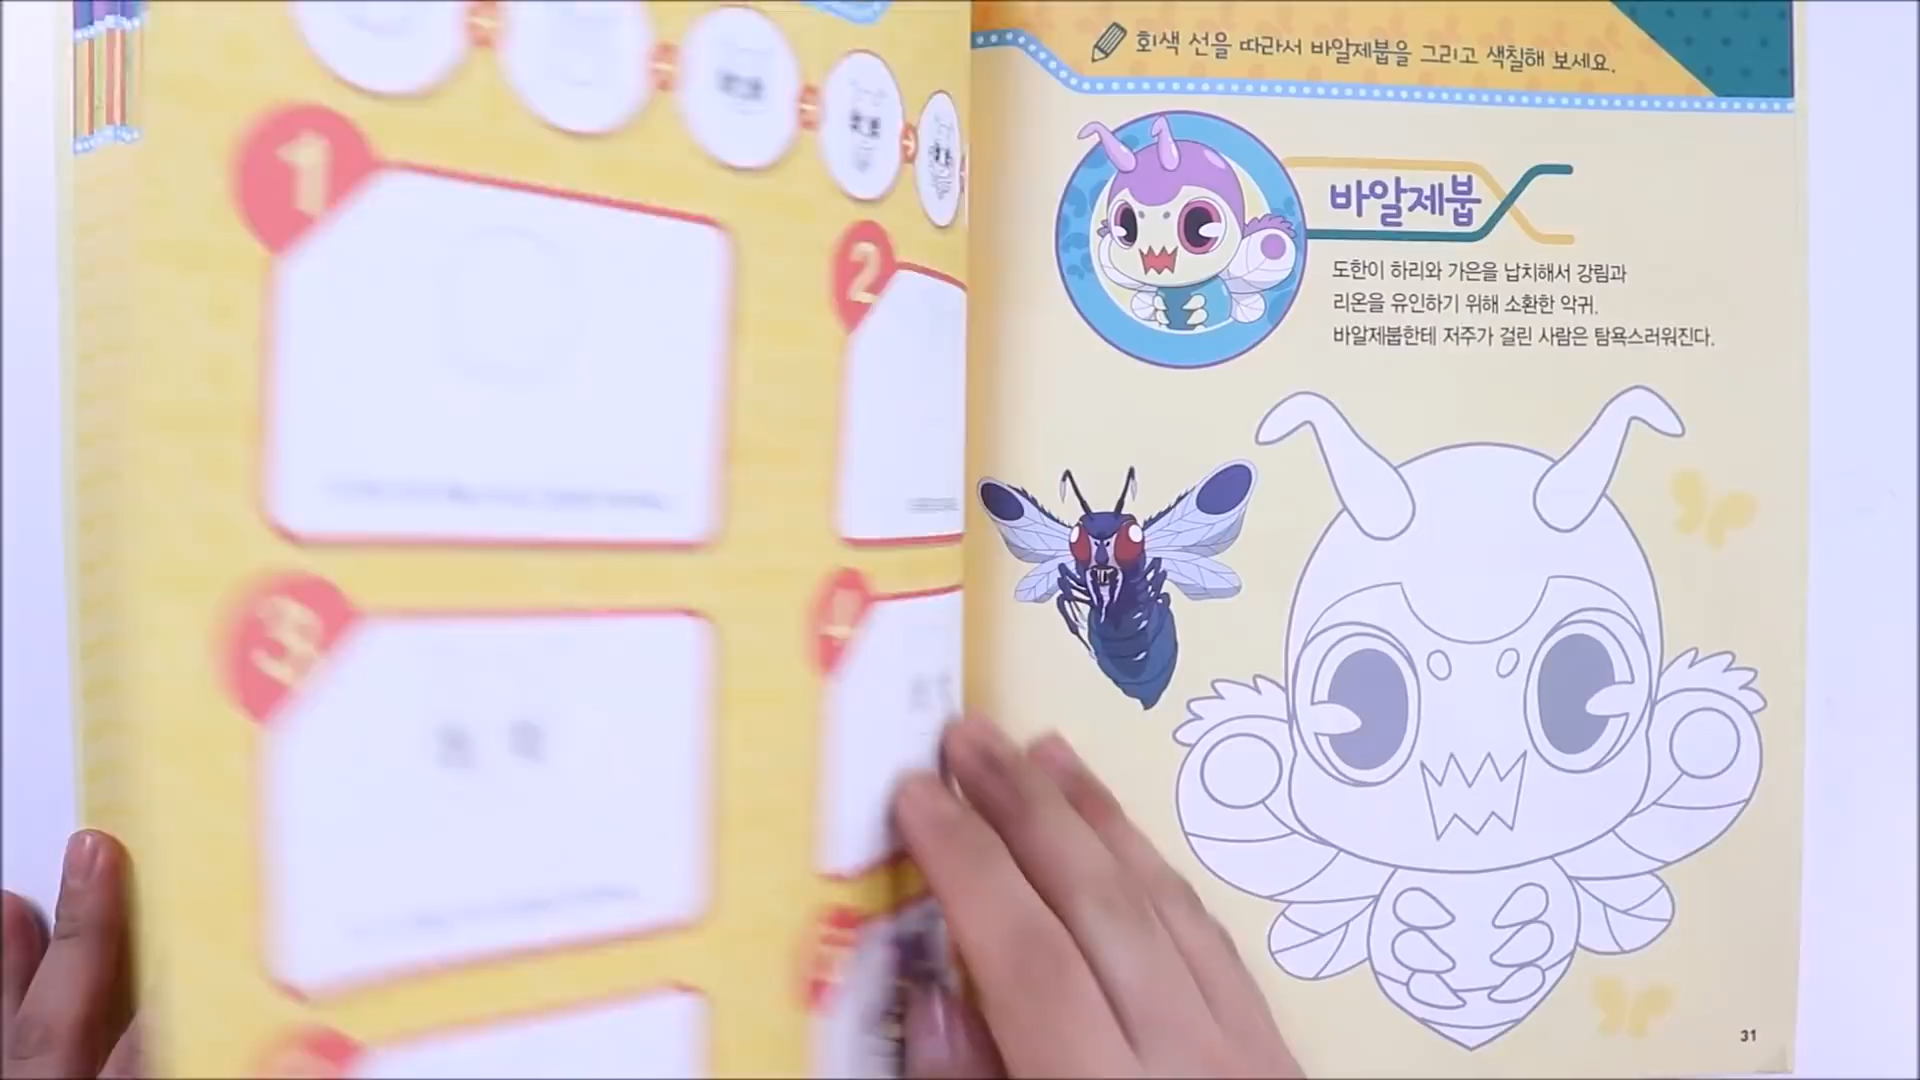 1
2
3
4
회색 선을 따라서 바알제붑을 그리고 색칠해 보세요.
바알제붑
도한이 하리와 가은을 납치해서 강림과
리온을 유인하기 위해 소환한 악귀.
바알제붑한테 저주가 걸린 사람은 탐욕스러워진다.
31